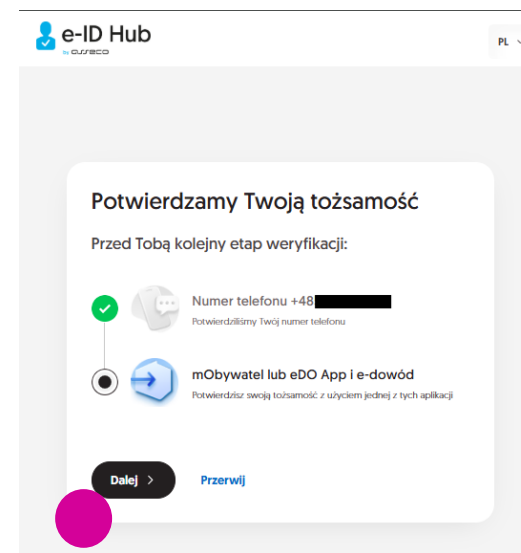 e-ID Hub
by asseco
PL
Potwierdzamy Twoją tożsamość
Przed Tobą kolejny etap weryfikacji:
Numer telefonu +48
Potwierdziliśmy Twój numer telefonu
mObywatel lub eDO App i e-dowód
Potwierdzisz swoją tożsamość z użyciem jednej z tych aplikacji
Dalej
Przerwij